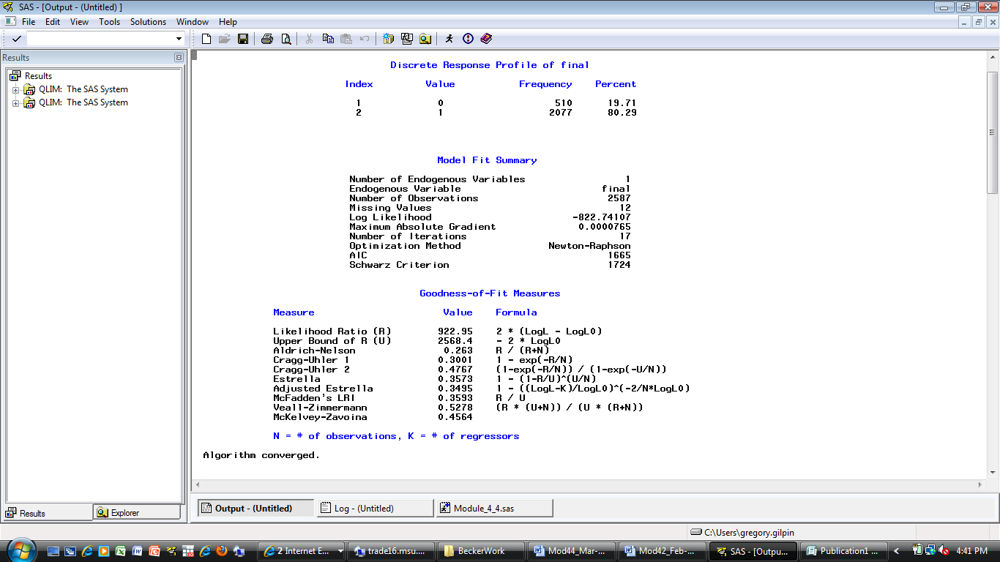 SAS - [Output - (Untitled) ]
File Edit View Tools Solutions Window Help
Results
Results
QLIM: The SAS System
QLIM: The SAS System
Discrete Response Profile of final
Index Value Frequency Percent
1 0 510 19.71
2 1 2077 80.29
Model Fit Summary
Number of Endogenous Variables 1
Endogenous Variable final
Number of Observations 2587
Missing Values 12
Log Likelihood -822.74107
Maximum Absolute Gradient 0.0000765
Number of Iterations 17
Optimization Method Newton-Raphson
AIC 1665
Schwarz Criterion 1724
Goodness-of-Fit Measures
Measure Value Formula
Likelihood Ratio (R) 922.95 2 * (LogL - LogL0)
Upper Bound of R (U) 2568.4 - 2 * LogL0
Aldrich-Nelson 0.263 R / (R+N)
Cragg-Uhler 1 0.3001 1 - exp(-R/N)
Cragg-Uhler 2 0.4767 (1-exp(-R/N)) / (1-exp(-U/N))
Estrella 0.3573 1 - (1-R/U)^(U/N)
Adjusted Estrella 0.3495 1 - ((LogL-K)/LogL0)^(-2/N*LogL0)
McFadden's LRI 0.3593 R / U
Veall-Zimmermann 0.5278 (R * (U+N)) / (U * (R+N))
McKelvey-Zavoina 0.4564
N = # of observations, K = # of regressors
Algorithm converged.
Results Explorer
Output - (Untitled) Log - (Untitled) Module_4_4.sas
C:\Users\gregory.gilpin
2 Internet E... trade16.msu.... BeckerWork Mod44_Mar-... Mod42_Feb-... SAS - [Outpu... Publication1 ... 4:41 PM